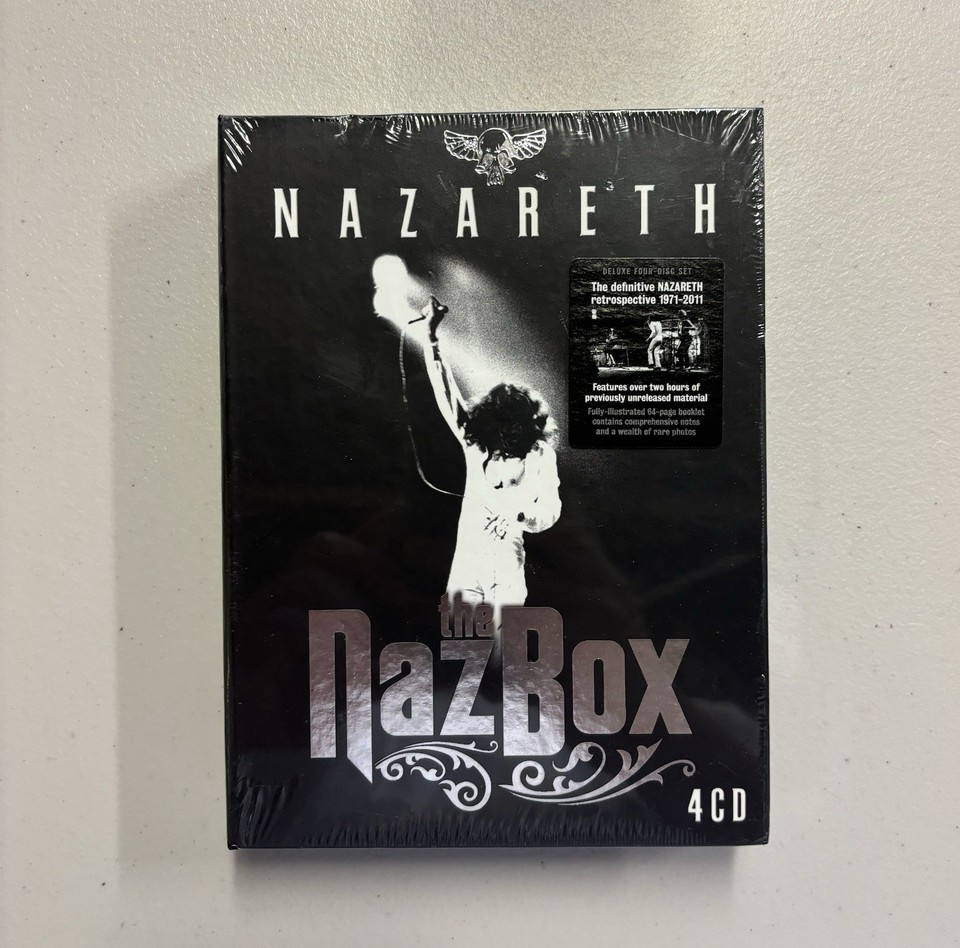 NAZARETH
DELUXE FOUR-DISC SET
The definitive NAZARETH
retrospective 1971-2011
Features over two hours of
previously unreleased material
Fully-illustrated 64-page booklet
contains comprehensive notes
and a wealth of rare photos
the
NazBox
4CD